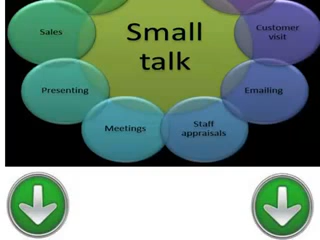 Small
talk
Sales
Customer
visit
Presenting
Emailing
Meetings
Staff
appraisals